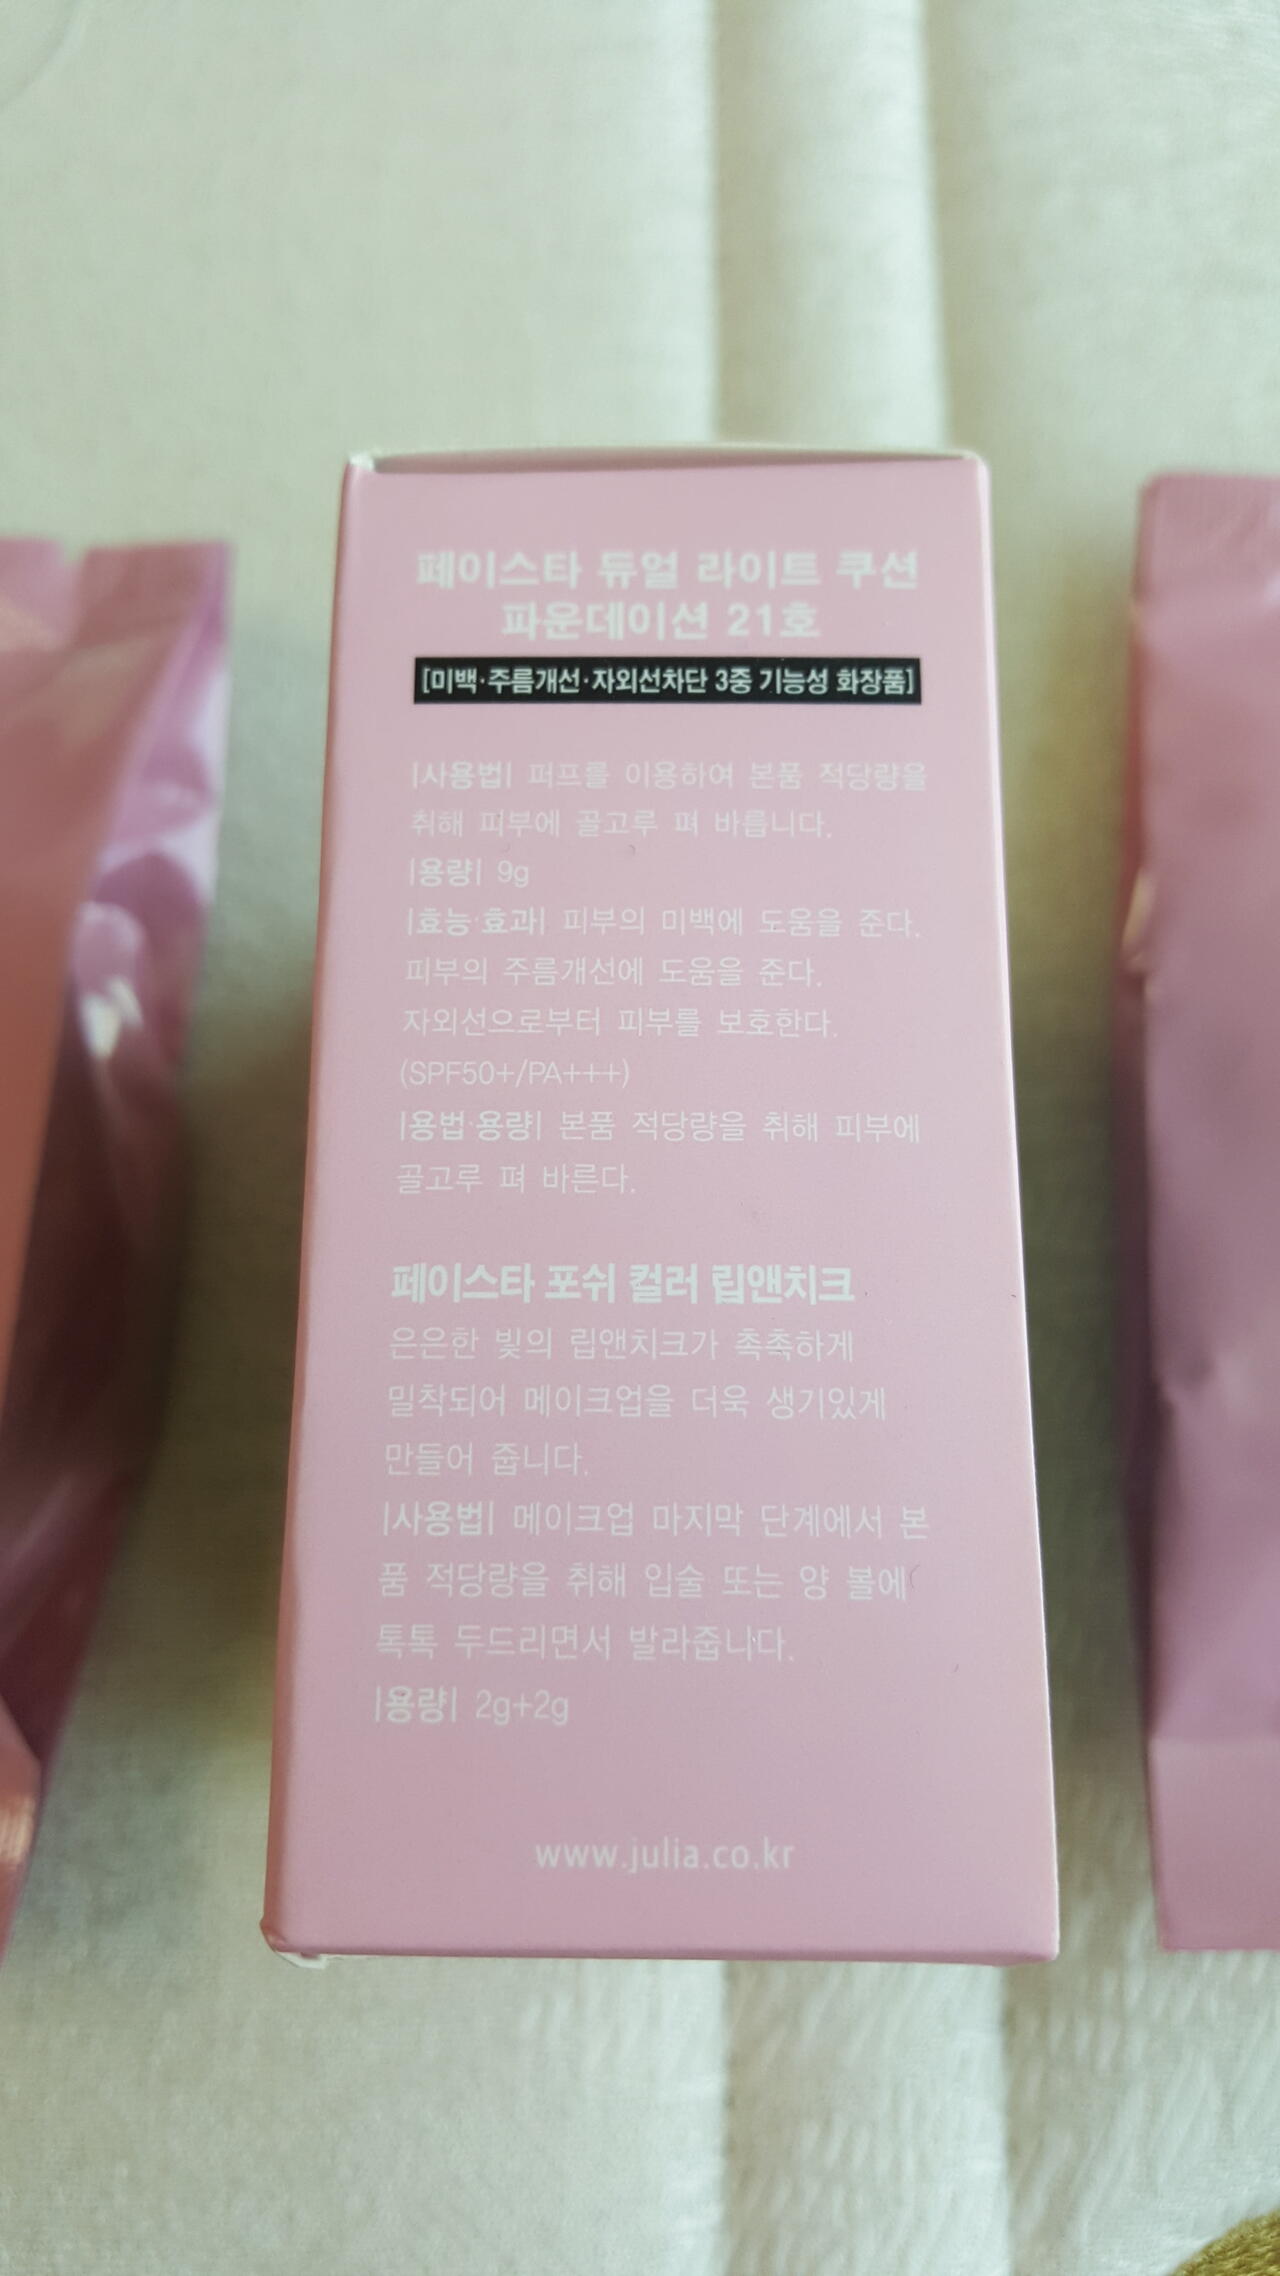 페이스타 듀얼 라이트 쿠션
파운데이션 21호
[미백·주름개선·자외선차단 3중 기능성 화장품]
|사용법| 퍼프를 이용하여 본품 적당량을
취해 피부에 골고루 펴 바릅니다.
|용량| 9g
|효능·효과| 피부의 미백에 도움을 준다.
피부의 주름개선에 도움을 준다.
자외선으로부터 피부를 보호한다.
(SPF50+/PA+++)
|용법·용량| 본품 적당량을 취해 피부에
골고루 펴 바른다.
페이스타 포쉬 컬러 립앤치크
은은한 빛의 립앤치크가 촉촉하게
밀착되어 메이크업을 더욱 생기있게
만들어 줍니다.
|사용법| 메이크업 마지막 단계에서 본
품 적당량을 취해 입술 또는 양 볼에
톡톡 두드리면서 발라줍니다.
|용량| 2g+2g
www.julia.co.kr